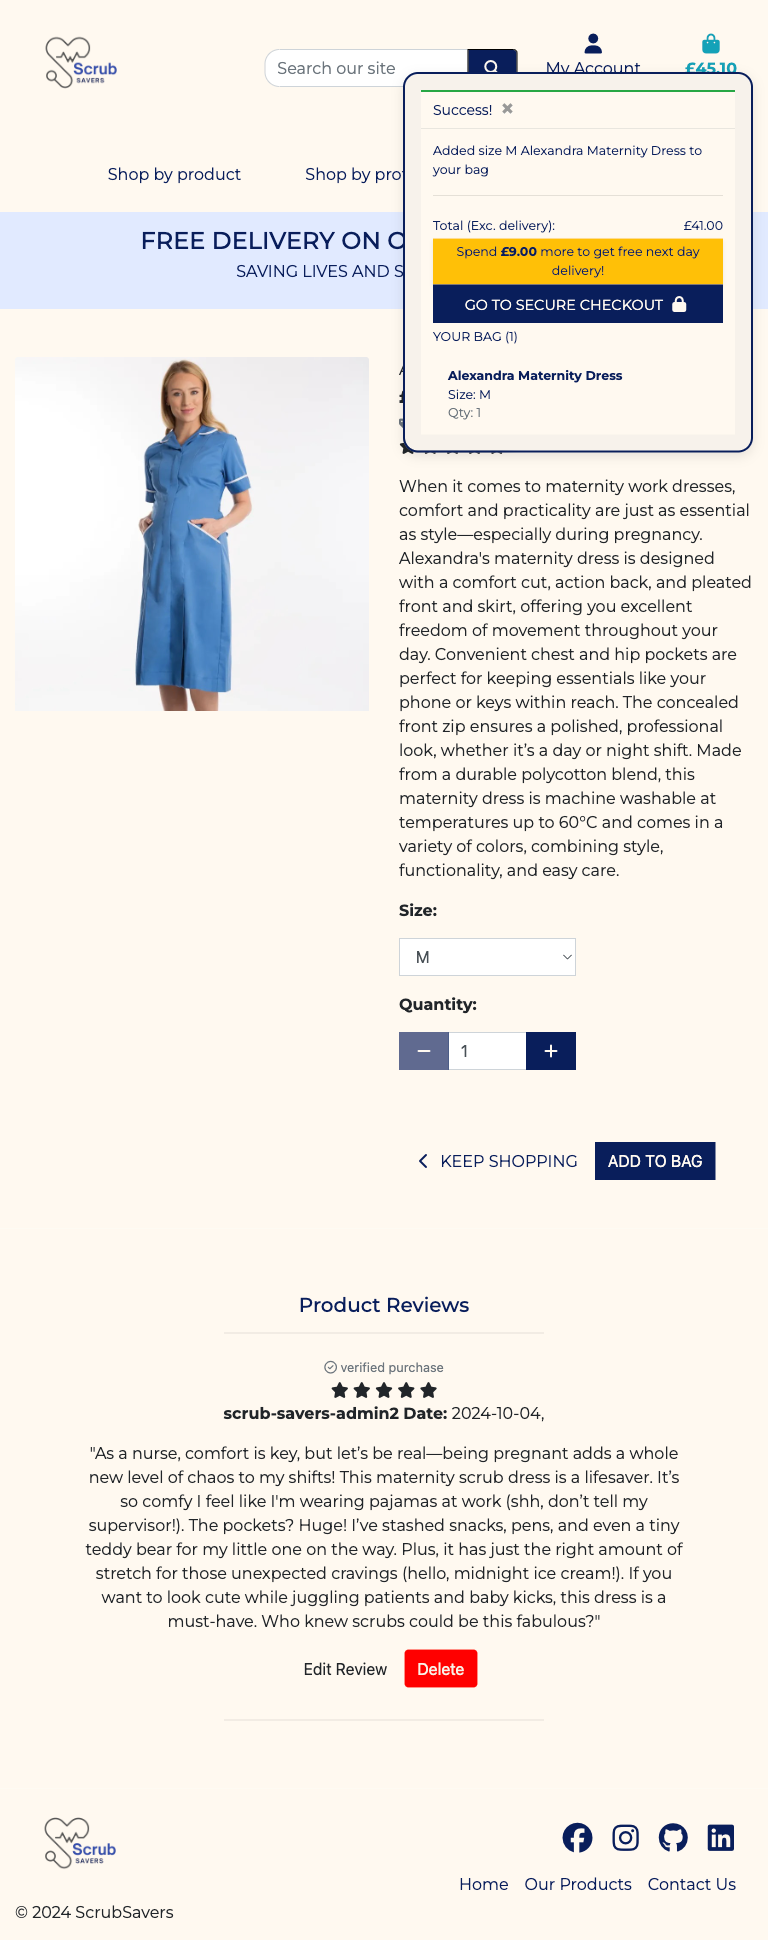 Scrub
SAVERS
Search our site
My Account
£45.10
Success! ✖
Added size M Alexandra Maternity Dress to
your bag
Total (Exc. delivery): £41.00
Spend £9.00 more to get free next day
delivery!
GO TO SECURE CHECKOUT
YOUR BAG (1)
Alexandra Maternity Dress
Size: M
Qty: 1
Shop by product
Shop by
FREE DELIVERY ON
SAVING LIVES AND
When it comes to maternity work dresses,
comfort and practicality are just as essential
as style—especially during pregnancy.
Alexandra's maternity dress is designed
with a comfort cut, action back, and pleated
front and skirt, offering you excellent
freedom of movement throughout your
day. Convenient chest and hip pockets are
perfect for keeping essentials like your
phone or keys within reach. The concealed
front zip ensures a polished, professional
look, whether it’s a day or night shift. Made
from a durable polycotton blend, this
maternity dress is machine washable at
temperatures up to 60°C and comes in a
variety of colors, combining style,
functionality, and easy care.
Size:
M
Quantity:
1
KEEP SHOPPING
ADD TO BAG
Product Reviews
verified purchase
scrub-savers-admin2 Date: 2024-10-04,
"As a nurse, comfort is key, but let’s be real—being pregnant adds a whole
new level of chaos to my shifts! This maternity scrub dress is a lifesaver. It’s
so comfy I feel like I'm wearing pajamas at work (shh, don’t tell my
supervisor!). The pockets? Huge! I’ve stashed snacks, pens, and even a tiny
teddy bear for my little one on the way. Plus, it has just the right amount of
stretch for those unexpected cravings (hello, midnight ice cream!). If you
want to look cute while juggling patients and baby kicks, this dress is a
must-have. Who knew scrubs could be this fabulous?"
Edit Review
Delete
Scrub
SAVERS
Home Our Products Contact Us
© 2024 ScrubSavers